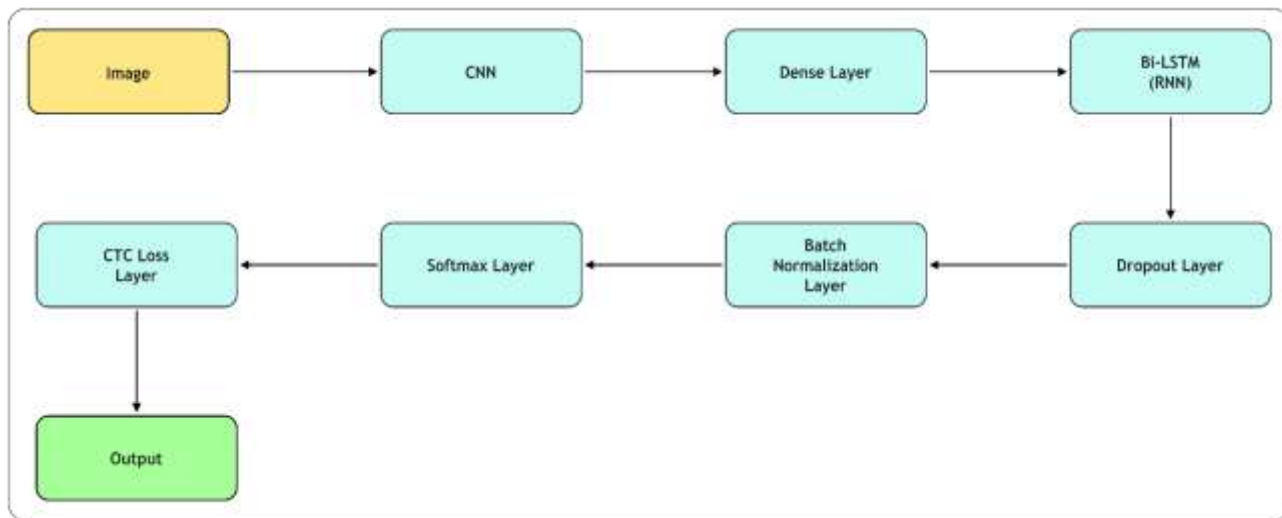 Image
CNN
Dense Layer
Bi-LSTM
(RNN)
CTC Loss
Layer
Softmax Layer
Batch
Normalization
Layer
Dropout Layer
Output